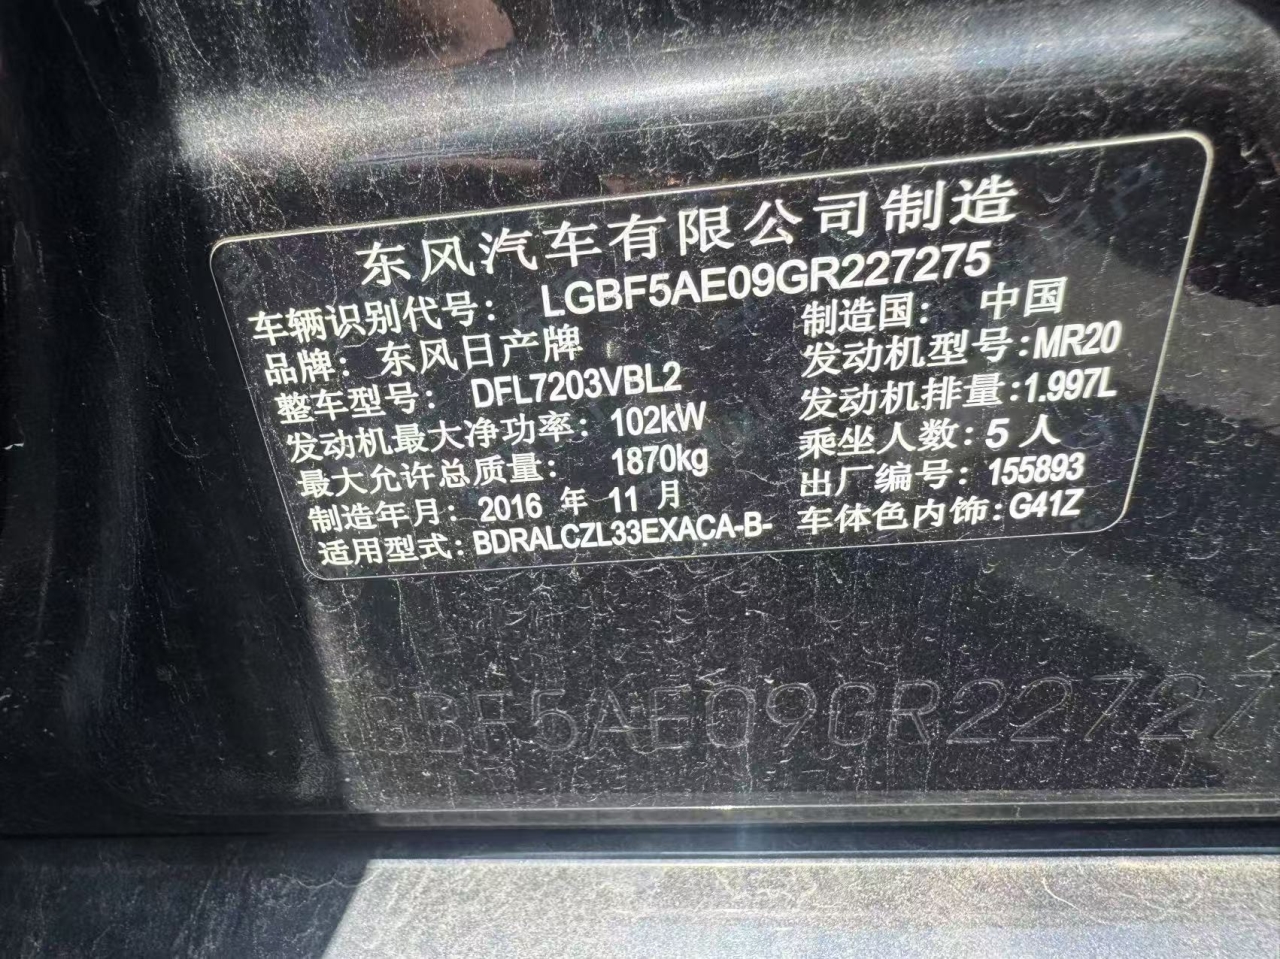 东风汽车有限公司制造
车辆识别代号： LGBF5AE09GR227275
品牌：东风日产牌 制造国： 中国
整车型号： DFL7203VBL2 发动机型号:MR20
发动机最大净功率：102kW 发动机排量:1.997L
最大允许总质量： 1870kg 乘坐人数:5 人
制造年月：2016 年 11 月 出厂编号：155893
适用型式：BDRALCZL33EXACA-B- 车体色内饰:G41Z
GBF5AE09GR22727